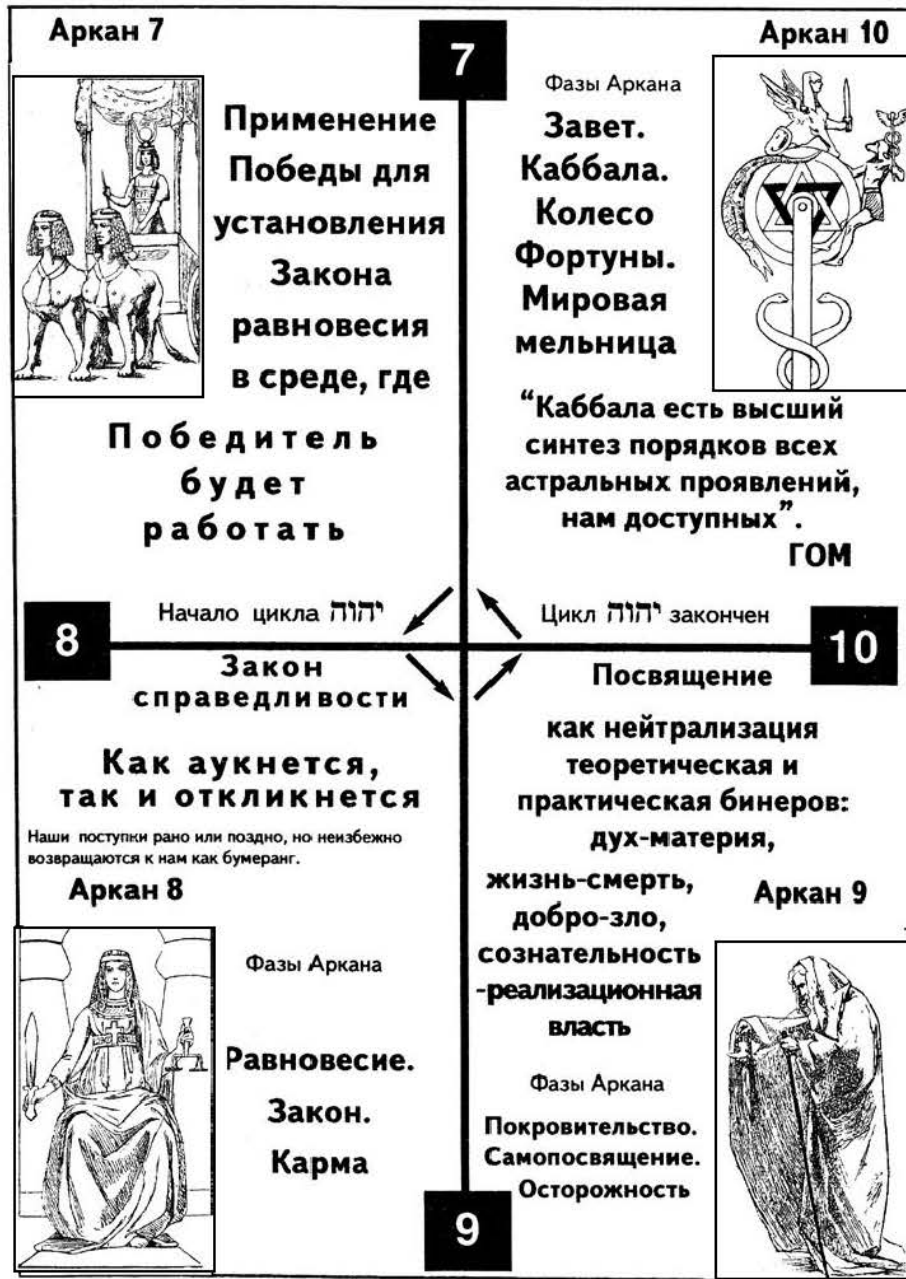 Аркан 7
7
Применение
Победы для
установления
Закона
равновесия
в среде, где
Победитель
будет
работать
Аркан 10
Фазы Аркана
Завет.
Каббала.
Колесо
Фортуны.
Мировая
мельница
“Каббала есть высший
синтез порядков всех
астральных проявлений,
нам доступных”.
ГОМ
8
Начало цикла יהוה
Цикл יהוה закончен
10
Закон
справедливости
Как аукнется,
так и откликнется
Наши поступки рано или поздно, но неизбежно
возвращаются к нам как бумеранг.
Аркан 8
Фазы Аркана
Равновесие.
Закон.
Карма
Посвящение
как нейтрализация
теоретическая и
практическая бинеров:
дух-материя,
жизнь-смерть,
добро-зло,
сознательность
-реализационная
власть
Аркан 9
Фазы Аркана
Покровительство.
Самопосвящение.
Осторожность
9